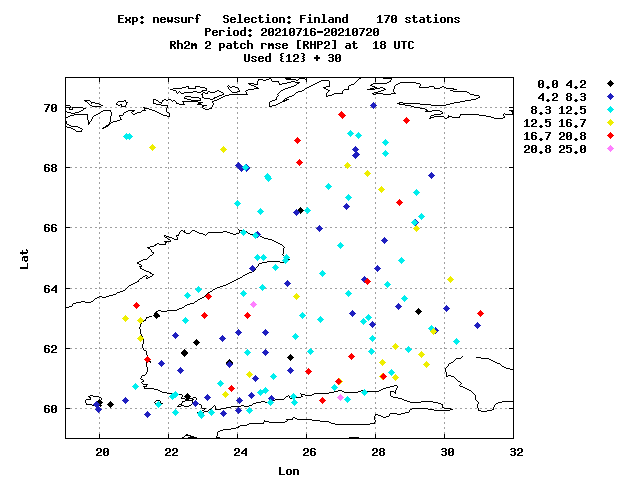 Exp: newsurf Selection: Finland 170 stations
Period: 20210716-20210720
Rh2m 2 patch rmse [RHP2] at 18 UTC
Used {12} + 30
0.0 4.2
4.2 8.3
8.3 12.5
12.5 16.7
16.7 20.8
20.8 25.0
70
68
66
64
62
60
Lat
20 22 24 26 28 30 32
Lon